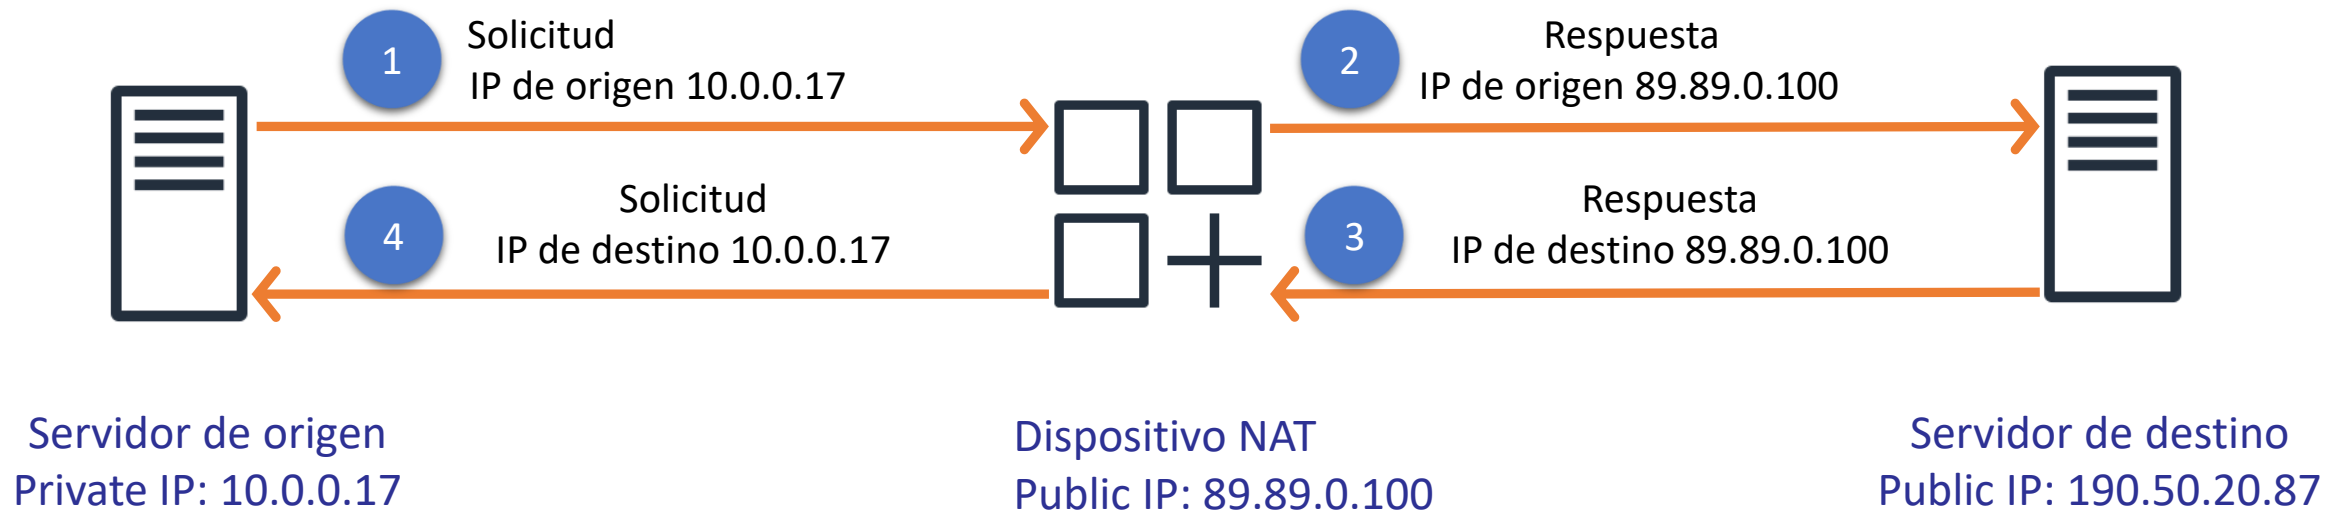 1
Solicitud
IP de origen 10.0.0.17
2
Respuesta
IP de origen 89.89.0.100
4
Solicitud
IP de destino 10.0.0.17
3
Respuesta
IP de destino 89.89.0.100
Servidor de origen
Private IP: 10.0.0.17
Dispositivo NAT
Public IP: 89.89.0.100
Servidor de destino
Public IP: 190.50.20.87